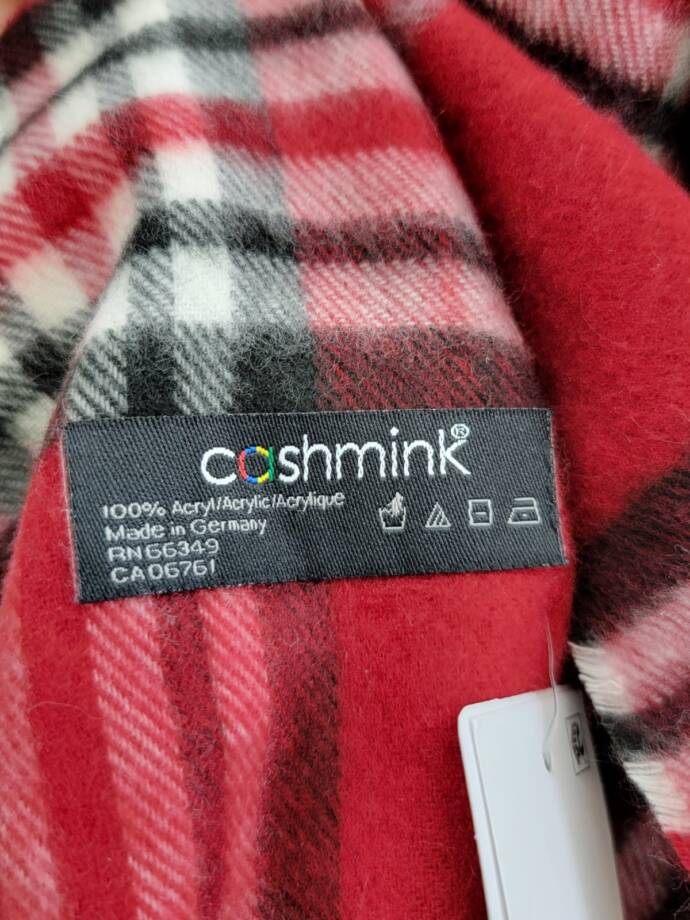 cashmink®
100% Acryl/Acrylic/Acrylique
Made in Germany
RN66349
CA06761